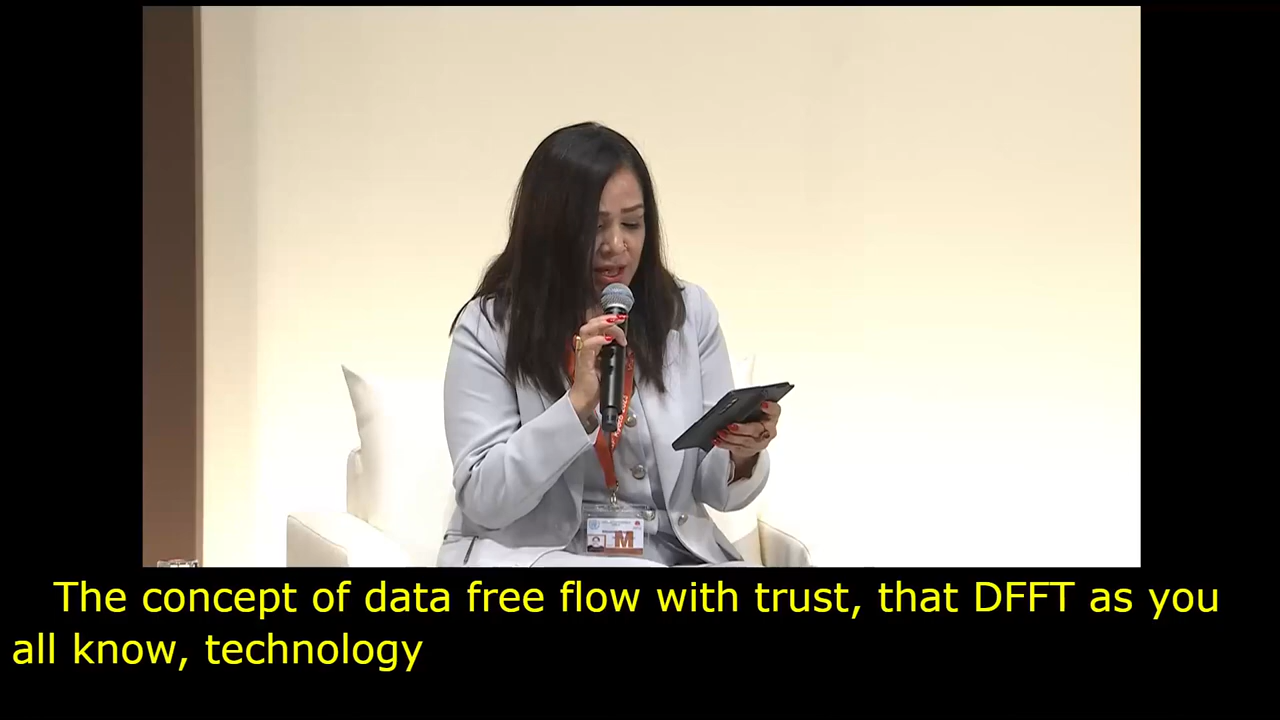 M
The concept of data free flow with trust, that DFFT as you
all know, technology